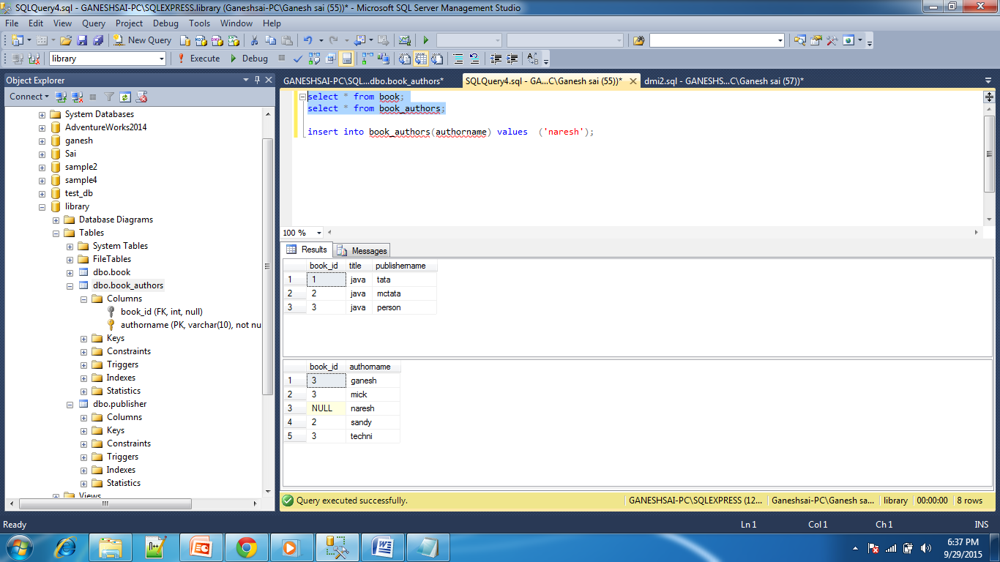 SQLQuery4.sql - GANESHSAI-PC\SQLEXPRESS.library (Ganeshsai-PC\Ganesh sai (55))* - Microsoft SQL Server Management Studio
File Edit View Query Project Debug Tools Window Help
New Query
library Execute Debug
Object Explorer
Connect
System Databases
AdventureWorks2014
ganesh
Sai
sample2
sample4
test_db
library
Database Diagrams
Tables
System Tables
FileTables
dbo.book
dbo.book_authors
Columns
book_id (FK, int, null)
authorname (PK, varchar(10), not nu
Keys
Constraints
Triggers
Indexes
Statistics
dbo.publisher
Columns
Keys
Constraints
Triggers
Indexes
Statistics
Views
GANESHSAI-PC\SQL...dbo.book_authors* SQLQuery4.sql - GA...C\Ganesh sai (55))* dmi2.sql - GANESHS...C\Ganesh sai (57))*
select * from book;
select * from book_authors;
insert into book_authors(authorname) values ('naresh');
100 %
Results Messages
book_id title publishername
1 1 java tata
2 2 java mctata
3 3 java person
book_id authorname
1 3 ganesh
2 3 mick
3 NULL naresh
4 2 sandy
5 3 techni
Query executed successfully. GANESHSAI-PC\SQLEXPRESS (12... Ganeshsai-PC\Ganesh sa... library 00:00:00 8 rows
Ready Ln 1 Col 1 Ch 1 INS
6:37 PM
9/29/2015